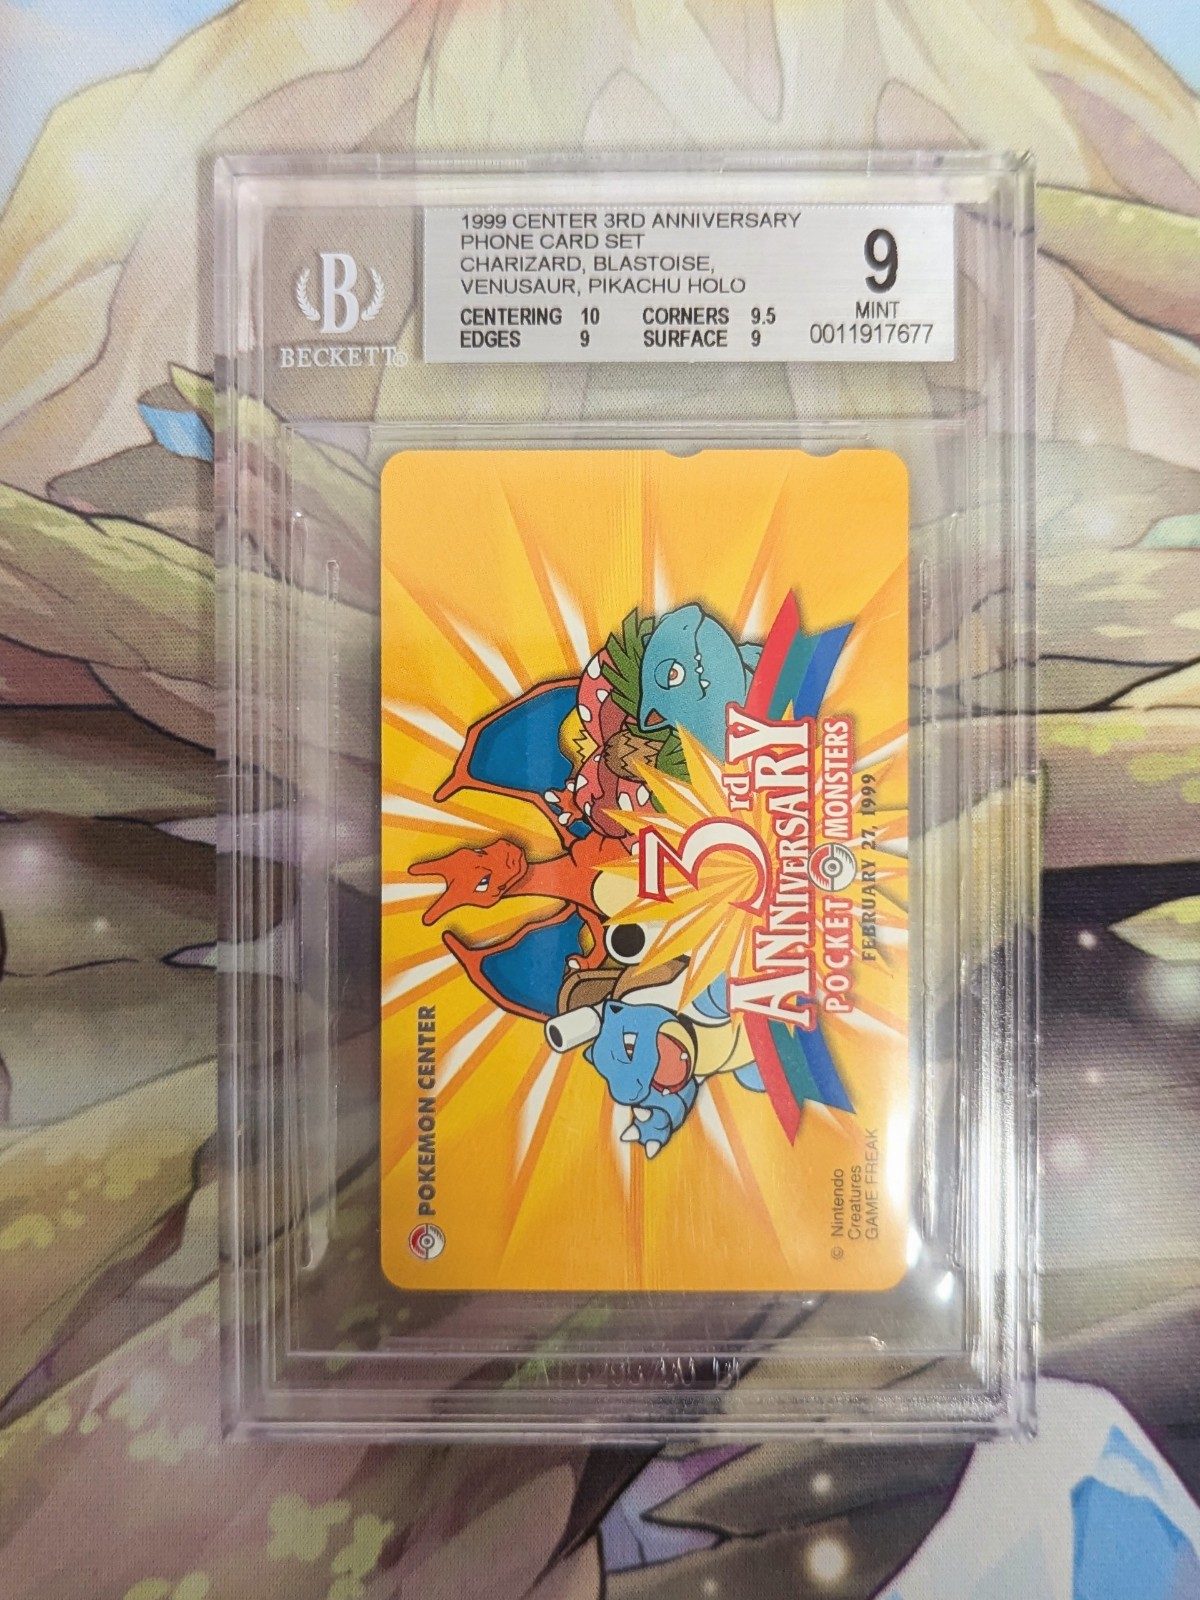 1999 CENTER 3RD ANNIVERSARY
PHONE CARD SET
CHARIZARD, BLASTOISE,
VENUSAUR, PIKACHU HOLO
CENTERING 10 CORNERS 9.5
EDGES 9 SURFACE 9
9
MINT
0011917677
B
BECKETT®
POKEMON CENTER
3rd
ANNIVERSARY
POCKET MONSTERS
FEBRUARY 27, 1999
© Nintendo
Creatures
GAME FREAK